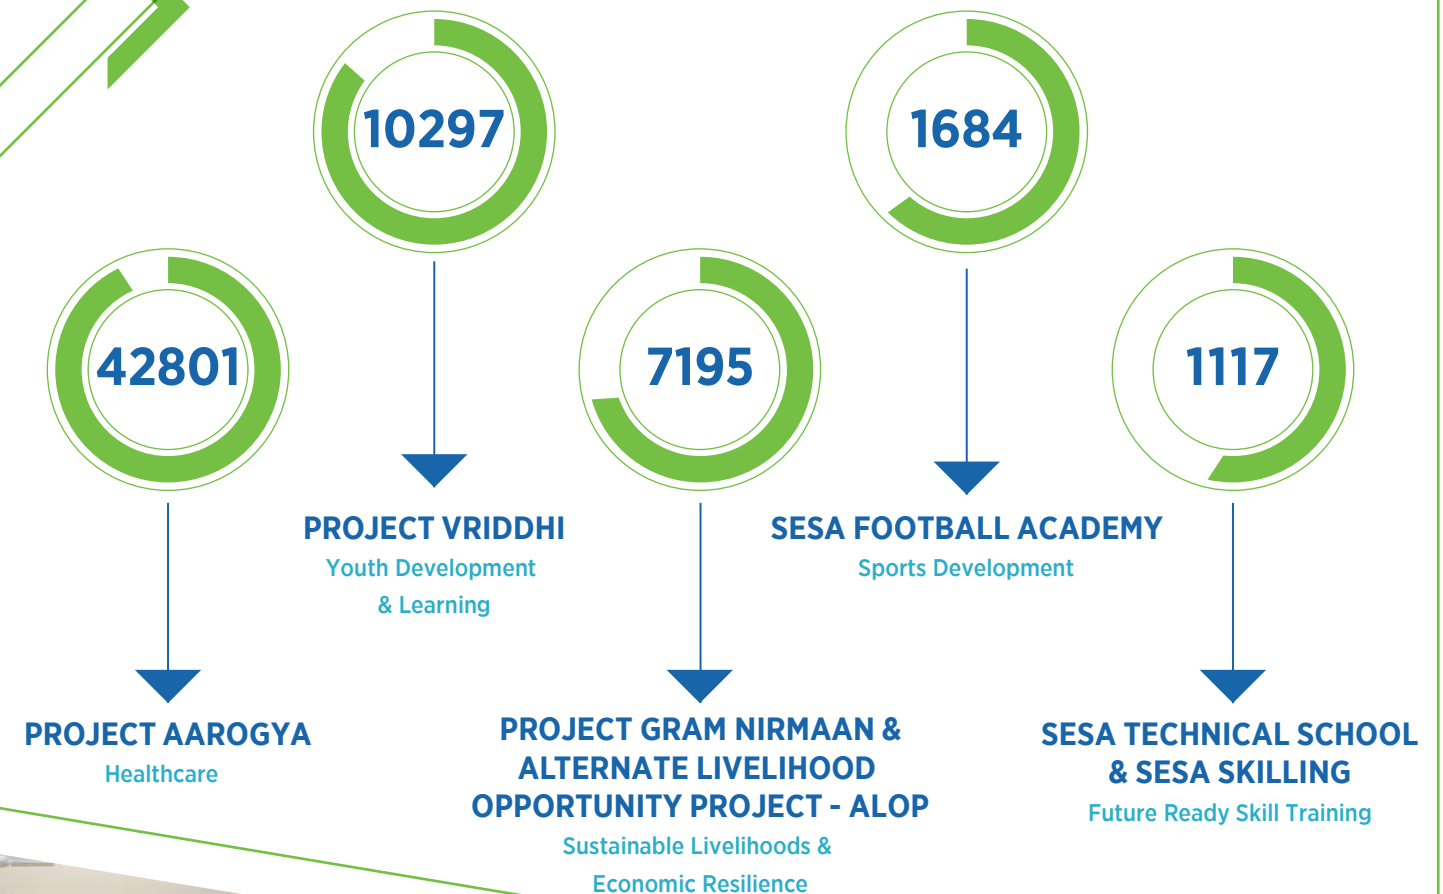 10297
1684
42801
7195
1117
PROJECT VRIDDHI
Youth Development
& Learning
SESA FOOTBALL ACADEMY
Sports Development
PROJECT AAROGYA
Healthcare
PROJECT GRAM NIRMAAN &
ALTERNATE LIVELIHOOD
OPPORTUNITY PROJECT - ALOP
Sustainable Livelihoods &
Economic Resilience
SESA TECHNICAL SCHOOL
& SESA SKILLING
Future Ready Skill Training